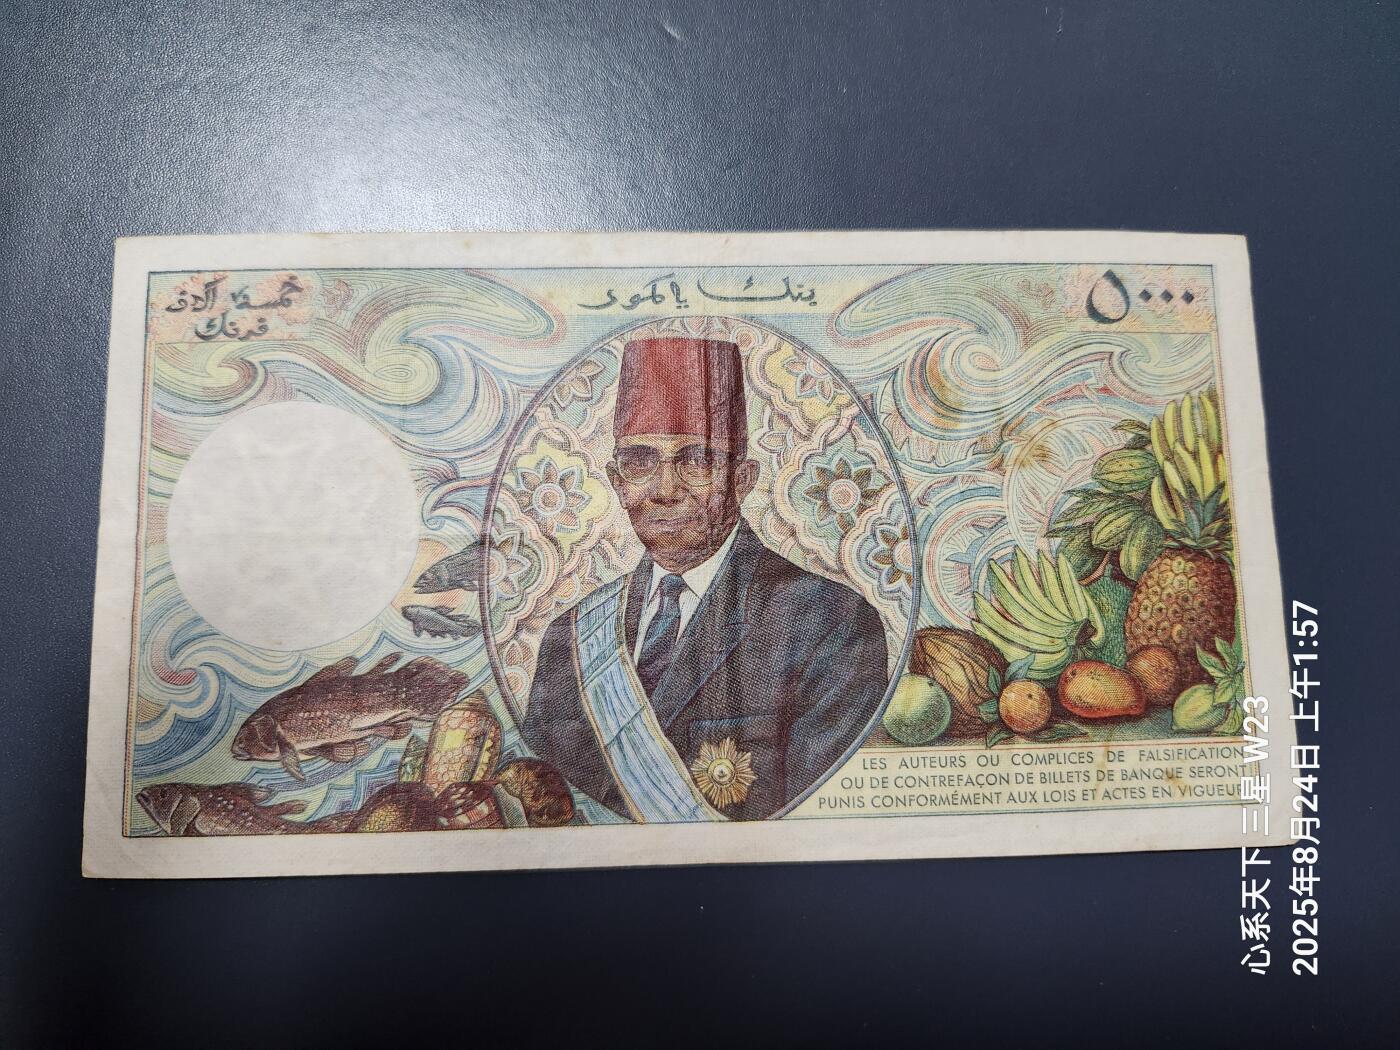 خمسة آلاف
فرنك
بنك يا كمورى
٥٠٠٠
LES AUTEURS OU COMPLICES DE FALSIFICATION
OU DE CONTREFAÇON DE BILLETS DE BANQUE SERONT
PUNIS CONFORMÉMENT AUX LOIS ET ACTES EN VIGUEUR
心系天下三星 W23
2025年8月24日 上午1:57